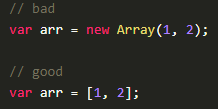 // bad
var arr = new Array(1, 2);
// good
var arr = [1, 2];